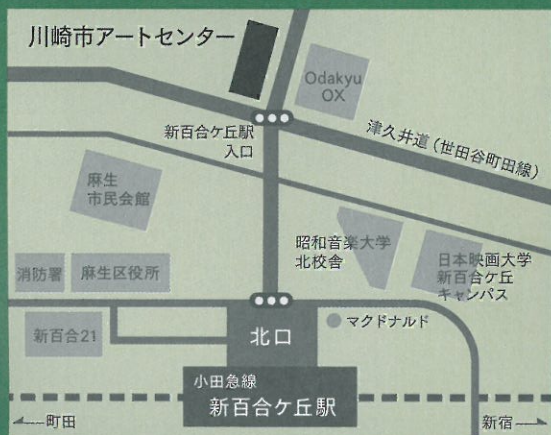 川崎市アートセンター
Odakyu
OX
新百合ケ丘駅
入口
津久井道（世田谷町田線）
麻生
市民会館
昭和音楽大学
北校舎
日本映画大学
新百合ケ丘
キャンパス
消防署
麻生区役所
新百合21
北口
マクドナルド
小田急線
新百合ケ丘駅
町田
新宿